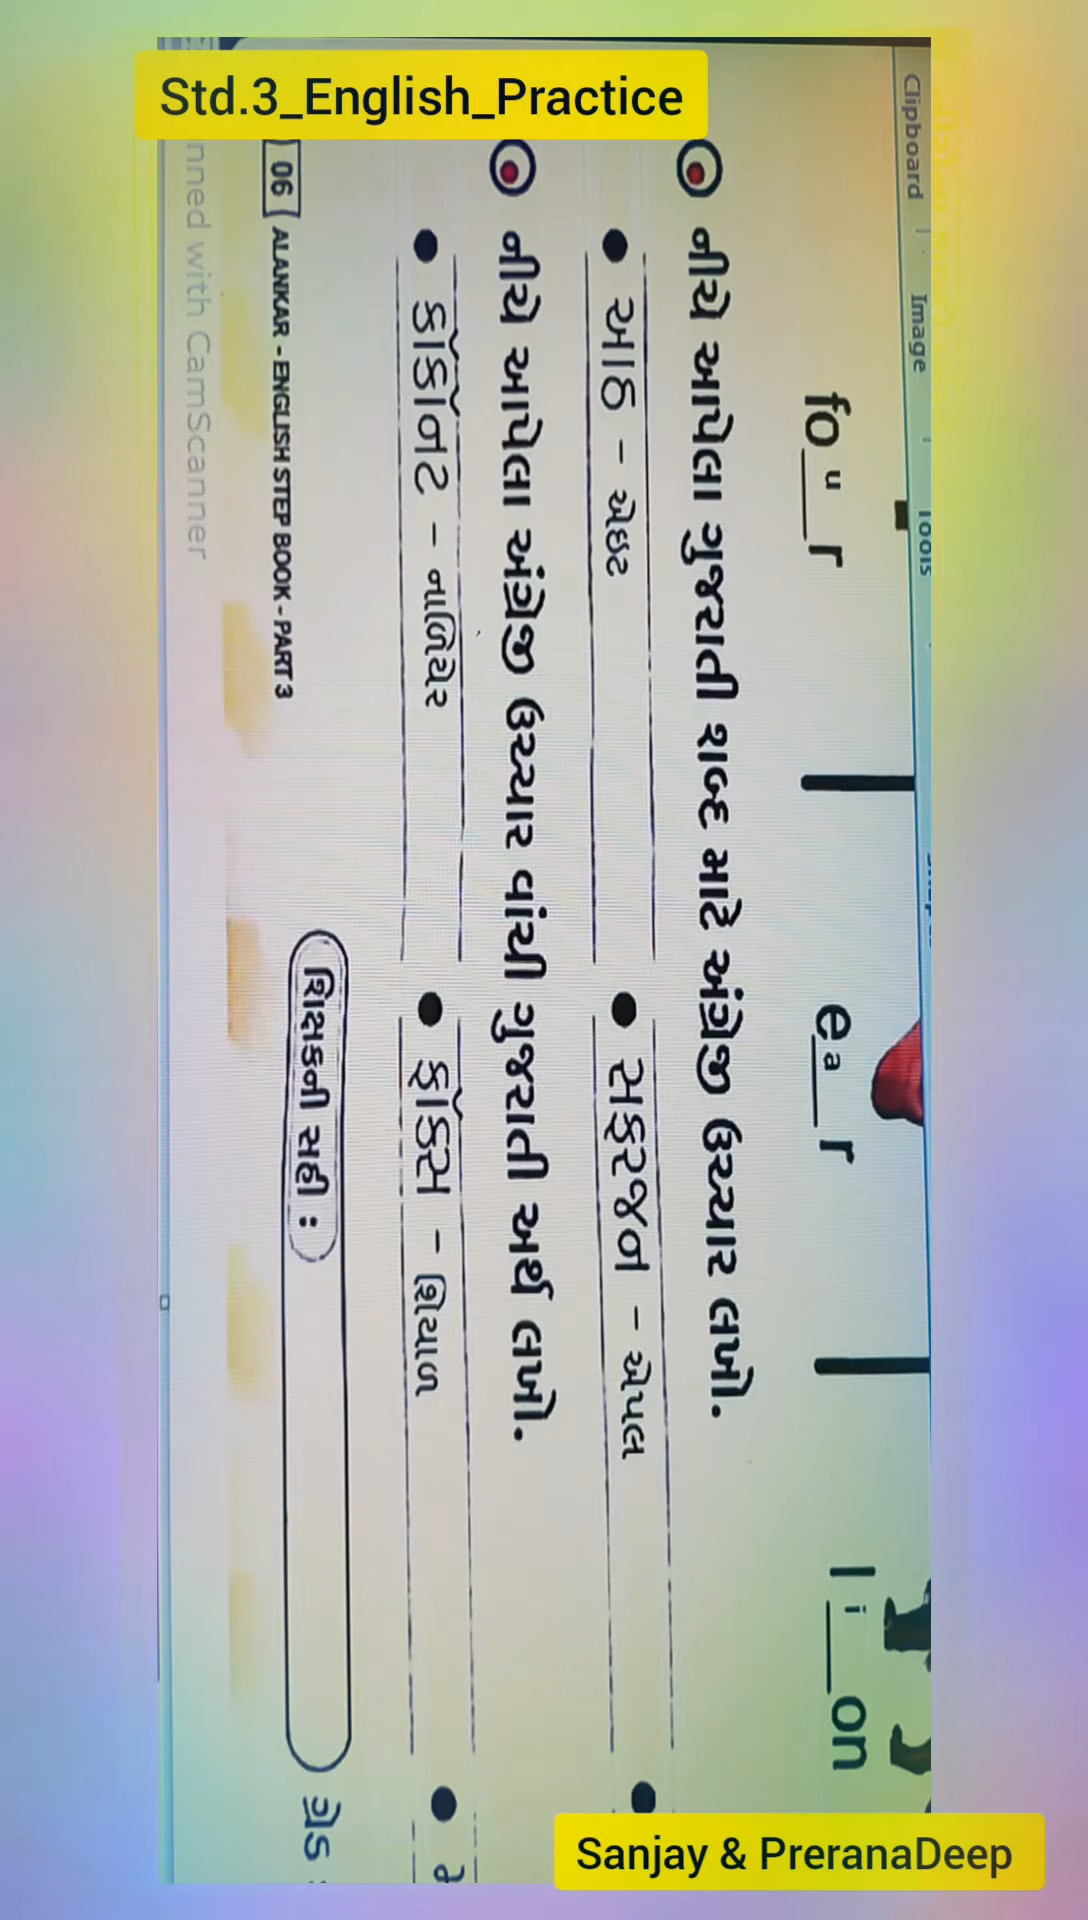 Std.3_English_Practice
Clipboard
Image
Tools
fo u r
e a r
l i on
નીચે આપેલા ગુજરાતી શબ્દ માટે અંગ્રેજી ઉચ્ચાર લખો.
● આઠ - એઇટ
● સફરજન - એપલ
નીચે આપેલા અંગ્રેજી ઉચ્ચાર વાંચી ગુજરાતી અર્થ લખો.
● કૉકૉનટ - નાળિયેર
● ફૉક્સ - શિયાળ
શિક્ષકની સહી :
ગ્રેડ :
06 ALANKAR - ENGLISH STEP BOOK - PART 3
nned with CamScanner
Sanjay & PreranaDeep